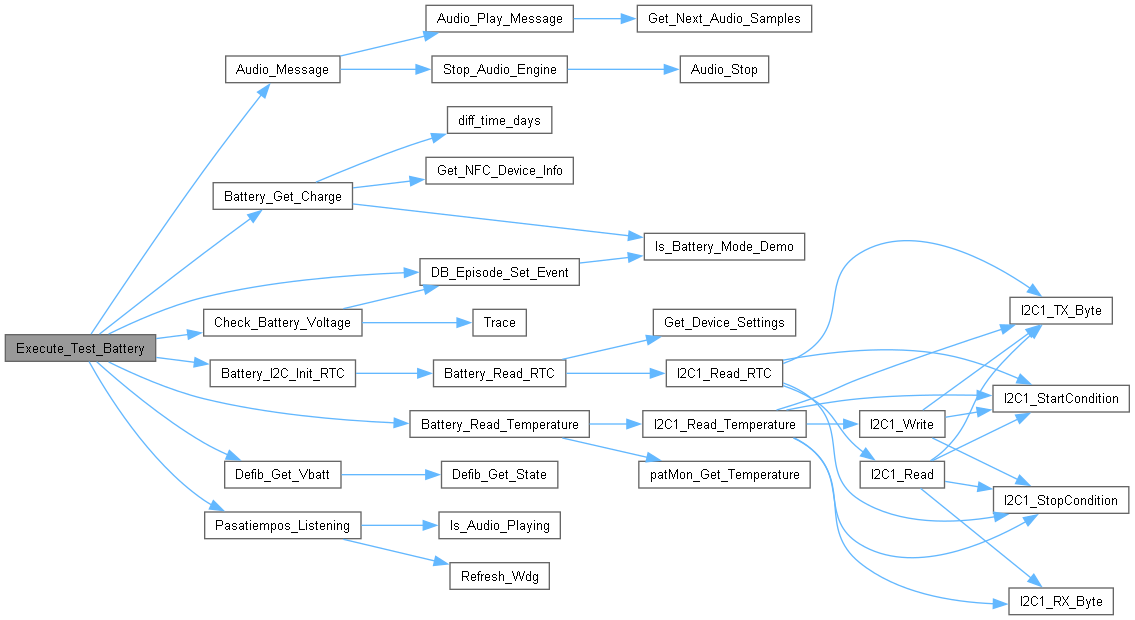 Execute_Test_Battery
Audio_Message
Audio_Play_Message
Get_Next_Audio_Samples
Stop_Audio_Engine
Audio_Stop
Battery_Get_Charge
diff_time_days
Get_NFC_Device_Info
Is_Battery_Mode_Demo
DB_Episode_Set_Event
Check_Battery_Voltage
Trace
Battery_I2C_Init_RTC
Battery_Read_RTC
Get_Device_Settings
I2C1_Read_RTC
Battery_Read_Temperature
I2C1_Read_Temperature
patMon_Get_Temperature
I2C1_Write
I2C1_Read
I2C1_TX_Byte
I2C1_StartCondition
I2C1_StopCondition
I2C1_RX_Byte
Defib_Get_Vbatt
Defib_Get_State
Pasatiempos_Listening
Is_Audio_Playing
Refresh_Wdg